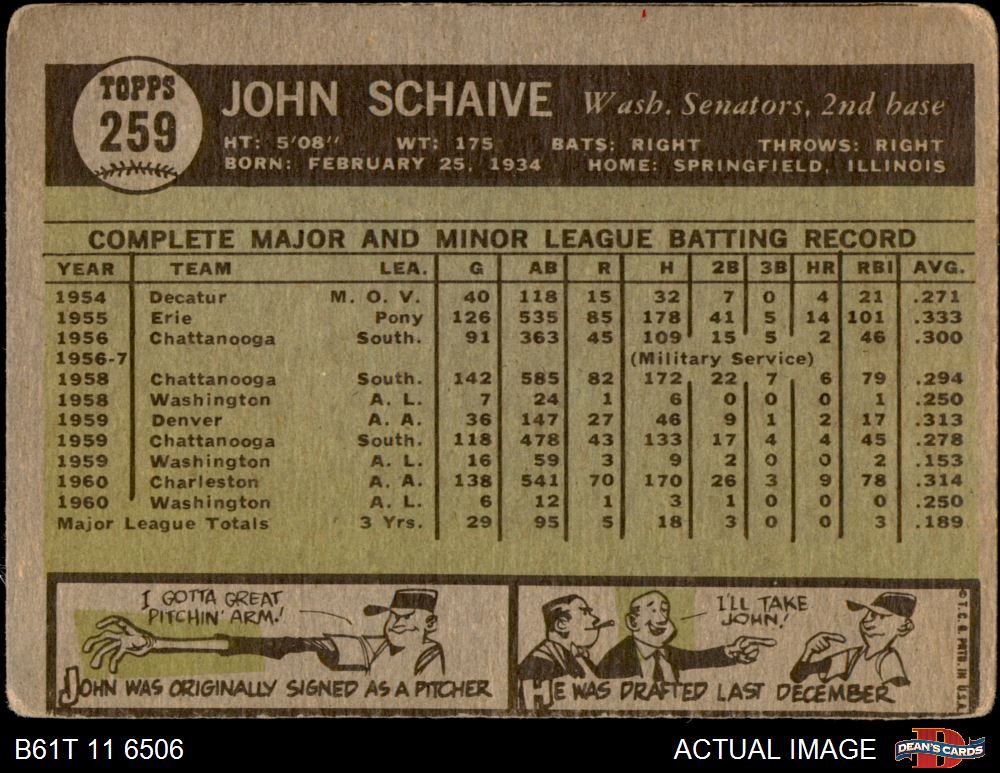 TOPPS
259
JOHN SCHAIVE Wash. Senators, 2nd base
HT: 5'08" WT: 175 BATS: RIGHT THROWS: RIGHT
BORN: FEBRUARY 25, 1934 HOME: SPRINGFIELD, ILLINOIS
COMPLETE MAJOR AND MINOR LEAGUE BATTING RECORD
YEAR TEAM LEA. G AB R H 2B 3B HR RBI AVG.
1954 Decatur M. O. V. 40 118 15 32 7 0 4 21 .271
1955 Erie Pony 126 535 85 178 41 5 14 101 .333
1956 Chattanooga South. 91 363 45 109 15 5 2 46 .300
1956-7 (Military Service)
1958 Chattanooga South. 142 585 82 172 22 7 6 79 .294
1958 Washington A. L. 7 24 1 6 0 0 0 1 .250
1959 Denver A. A. 36 147 27 46 9 1 2 17 .313
1959 Chattanooga South. 118 478 43 133 17 4 4 45 .278
1959 Washington A. L. 16 59 3 9 2 0 0 2 .153
1960 Charleston A. A. 138 541 70 170 26 3 9 78 .314
1960 Washington A. L. 6 12 1 3 1 0 0 0 .250
Major League Totals 3 Yrs. 29 95 5 18 3 0 0 3 .189
I GOTTA GREAT
PITCHIN' ARM!
JOHN WAS ORIGINALLY SIGNED AS A PITCHER
I'LL TAKE
JOHN!
HE WAS DRAFTED LAST DECEMBER
© T. C. G. PRTD. IN U.S.A.
B61T 11 6506 ACTUAL IMAGE
DEAN'S CARDS